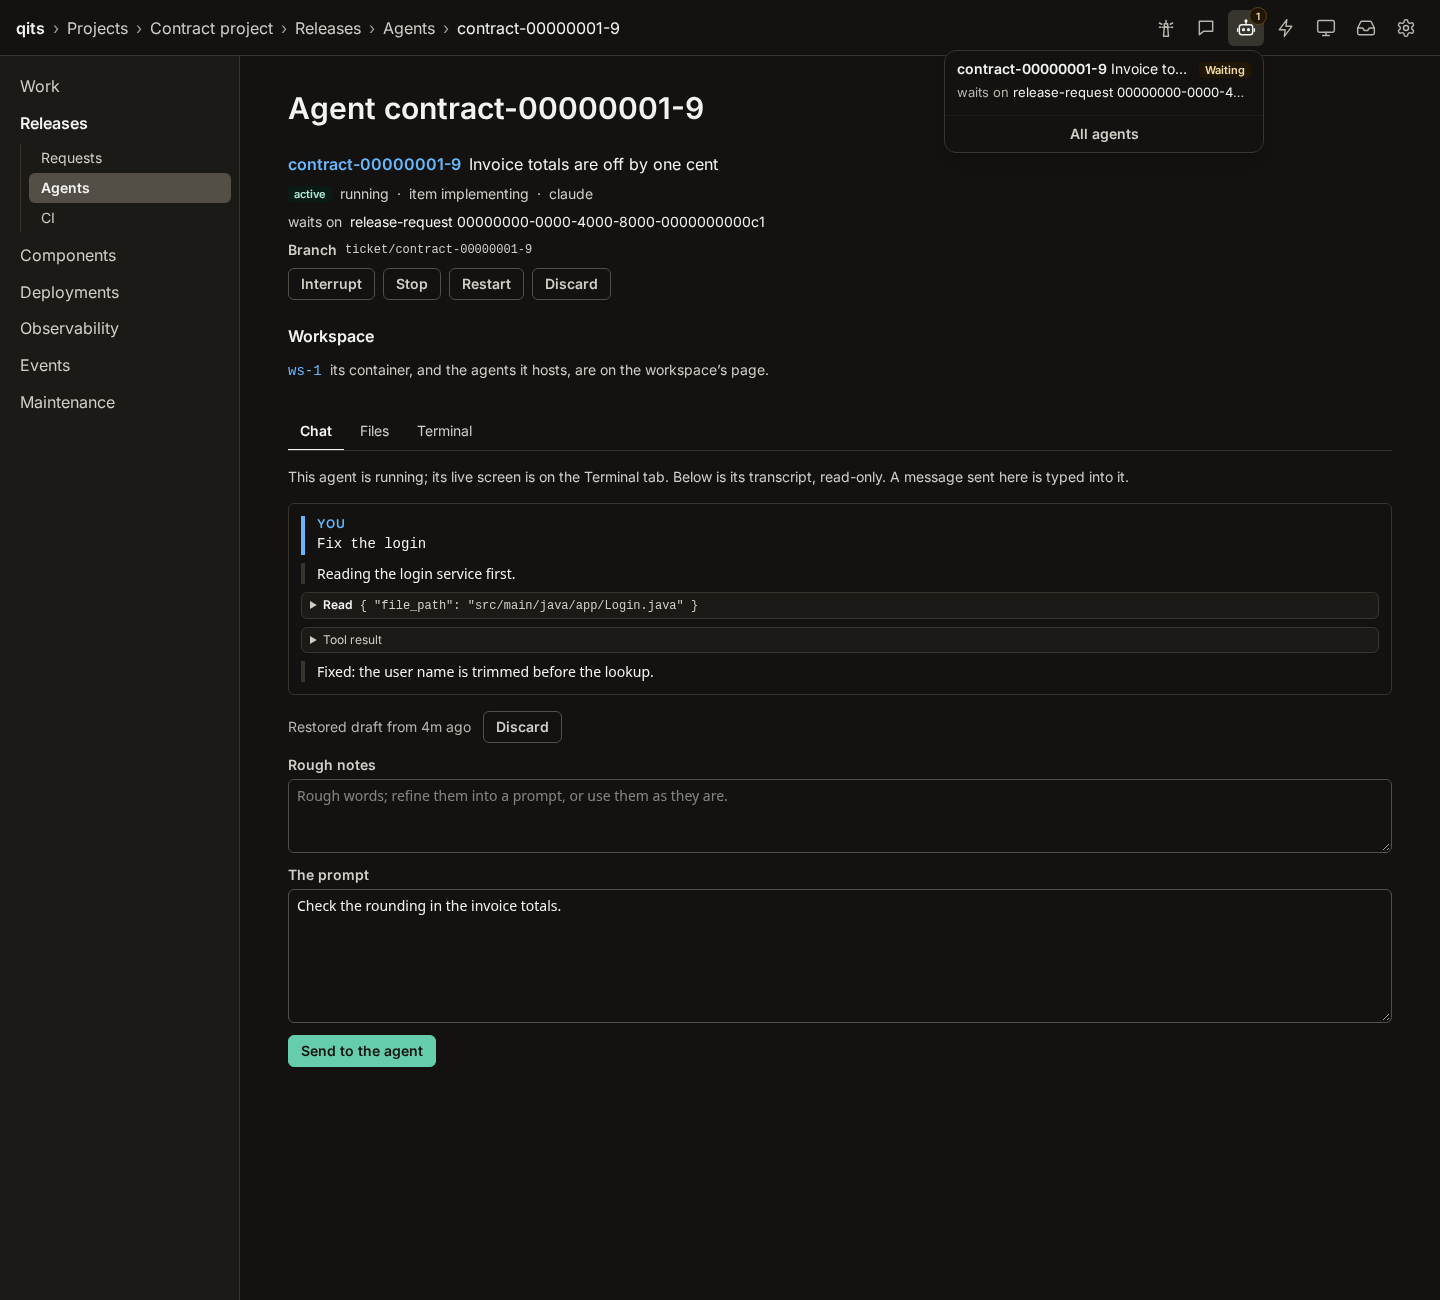 qits › Projects › Contract project › Releases › Agents › contract-00000001-9
1
contract-00000001-9 Invoice to... Waiting
waits on release-request 00000000-0000-4...
All agents
Work
Releases
Requests
Agents
CI
Components
Deployments
Observability
Events
Maintenance
Agent contract-00000001-9
contract-00000001-9 Invoice totals are off by one cent
active running · item implementing · claude
waits on release-request 00000000-0000-4000-8000-0000000000c1
Branch ticket/contract-00000001-9
Interrupt Stop Restart Discard
Workspace
ws-1 its container, and the agents it hosts, are on the workspace’s page.
Chat Files Terminal
This agent is running; its live screen is on the Terminal tab. Below is its transcript, read-only. A message sent here is typed into it.
YOU
Fix the login
Reading the login service first.
Read { "file_path": "src/main/java/app/Login.java" }
Tool result
Fixed: the user name is trimmed before the lookup.
Restored draft from 4m ago Discard
Rough notes
Rough words; refine them into a prompt, or use them as they are.
The prompt
Check the rounding in the invoice totals.
Send to the agent